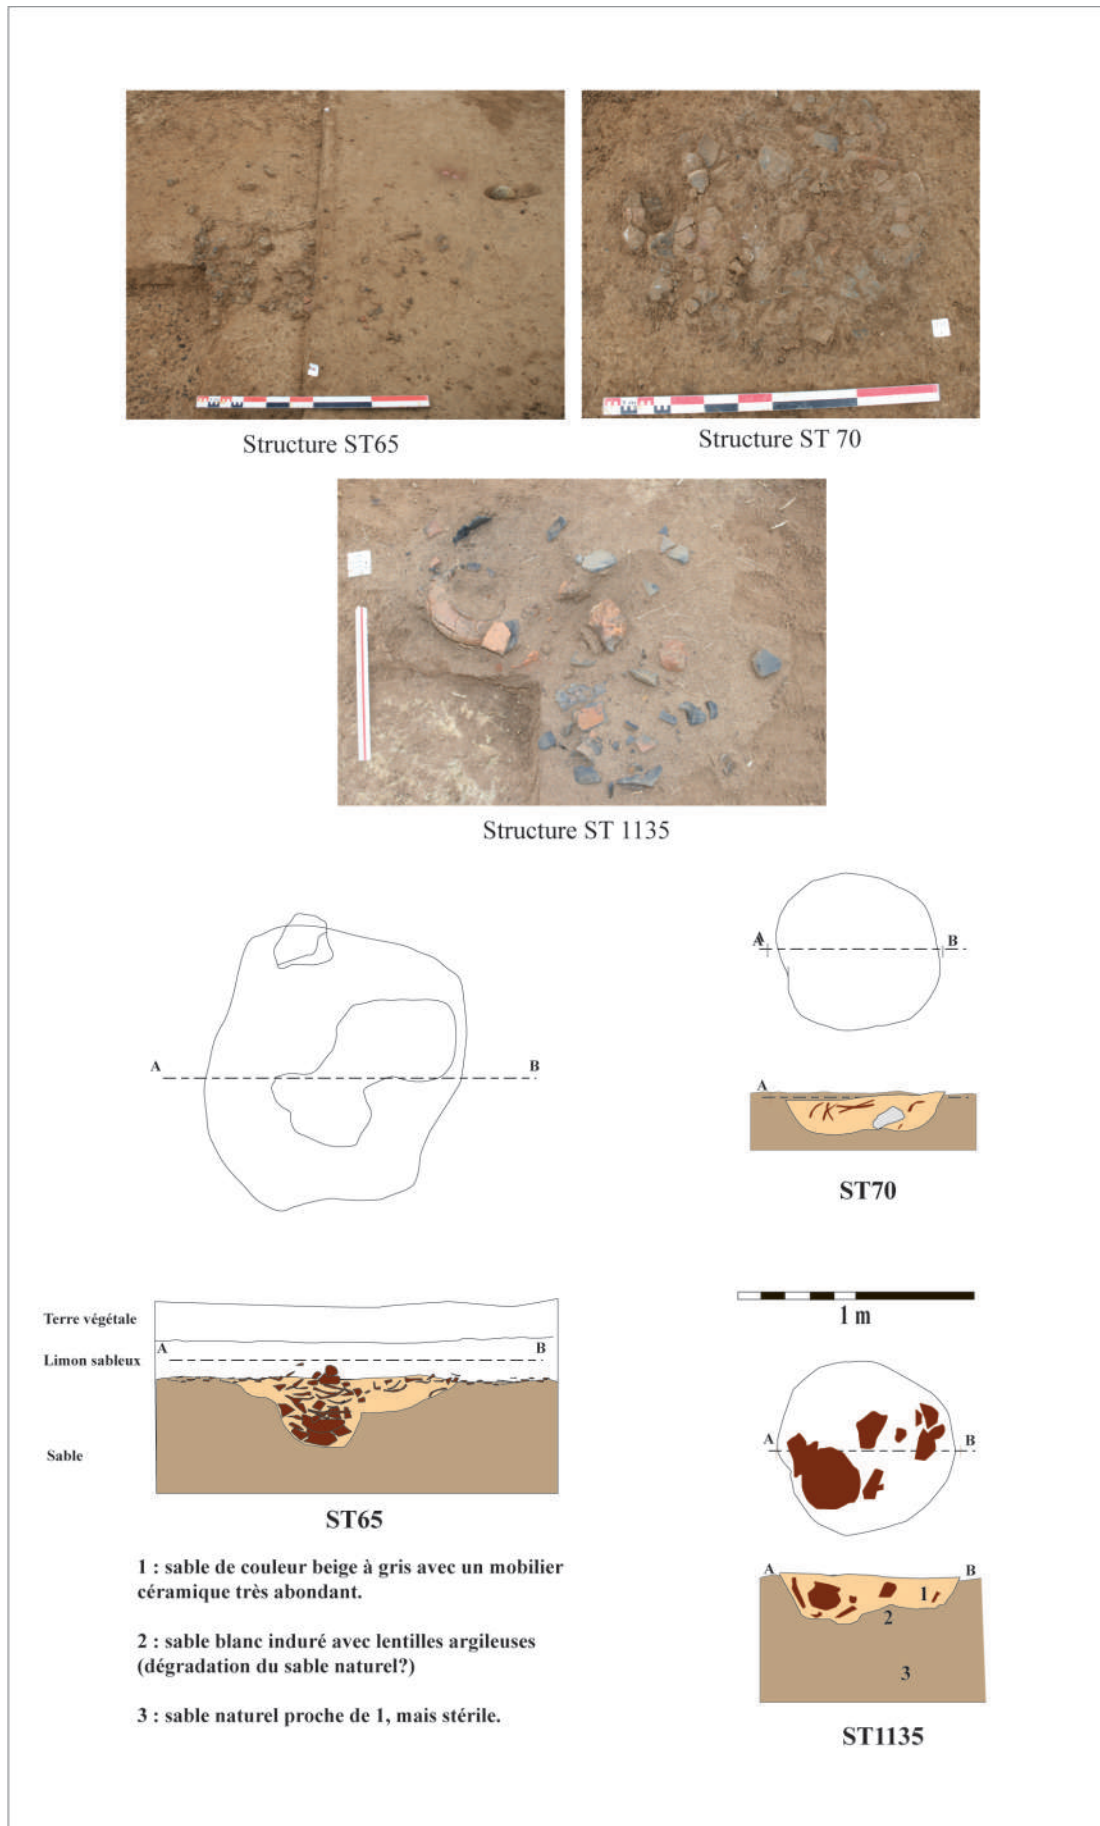 Structure ST65
Structure ST 70
Structure ST 1135
A
B
A
A
B
A
ST70
Terre végétale
A
B
Limon sableux
Sable
ST65
1 m
A
B
1 : sable de couleur beige à gris avec un mobilier
céramique très abondant.
2 : sable blanc induré avec lentilles argileuses
(dégradation du sable naturel?)
3 : sable naturel proche de 1, mais stérile.
A
B
1
2
3
ST1135